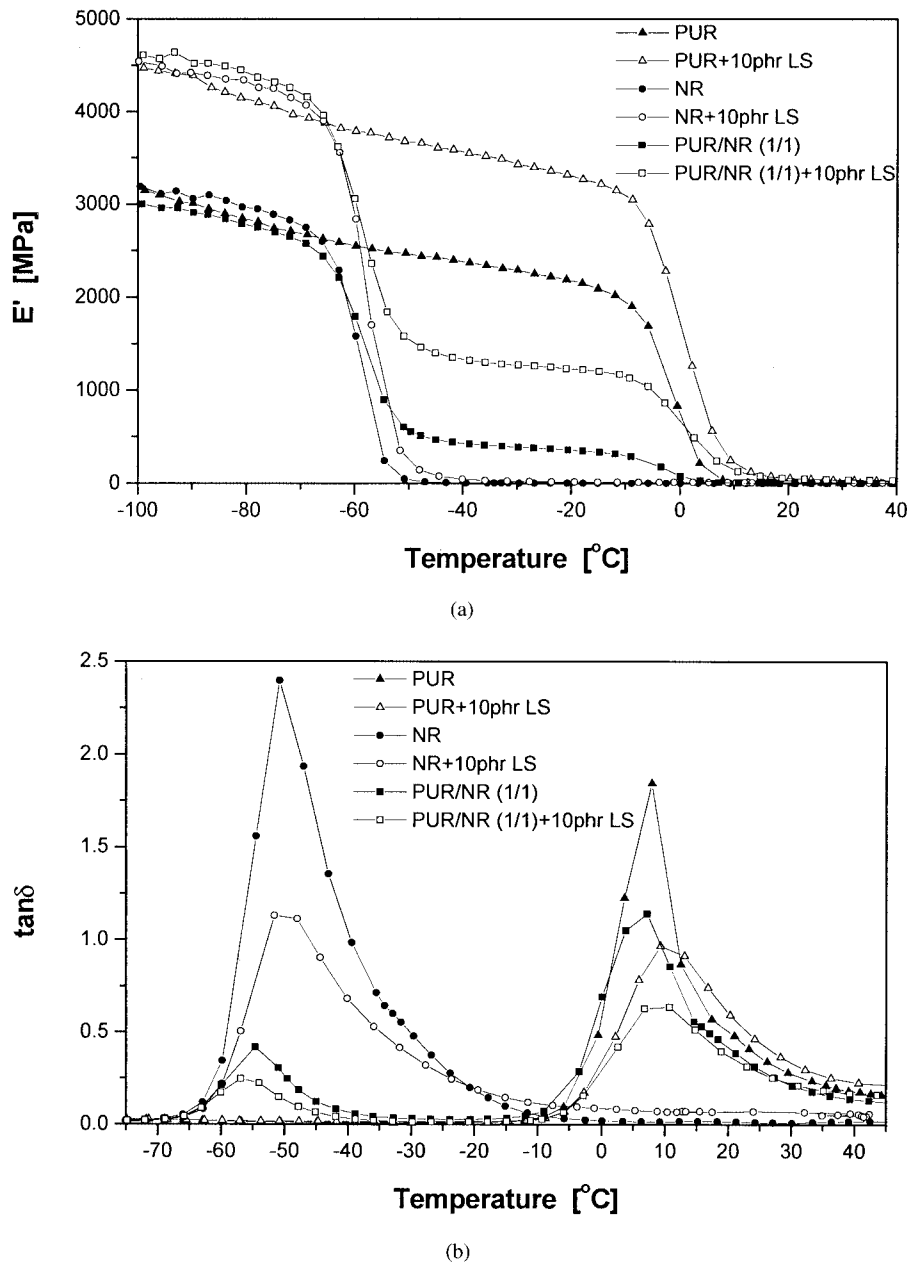 5000
4000
3000
2000
1000
0
E' [MPa]
PUR
PUR+10phr LS
NR
NR+10phr LS
PUR/NR (1/1)
PUR/NR (1/1)+10phr LS
-100 -80 -60 -40 -20 0 20 40
Temperature [°C]
(a)
2.5
2.0
1.5
1.0
0.5
0.0
tanδ
PUR
PUR+10phr LS
NR
NR+10phr LS
PUR/NR (1/1)
PUR/NR (1/1)+10phr LS
-70 -60 -50 -40 -30 -20 -10 0 10 20 30 40
Temperature [°C]
(b)